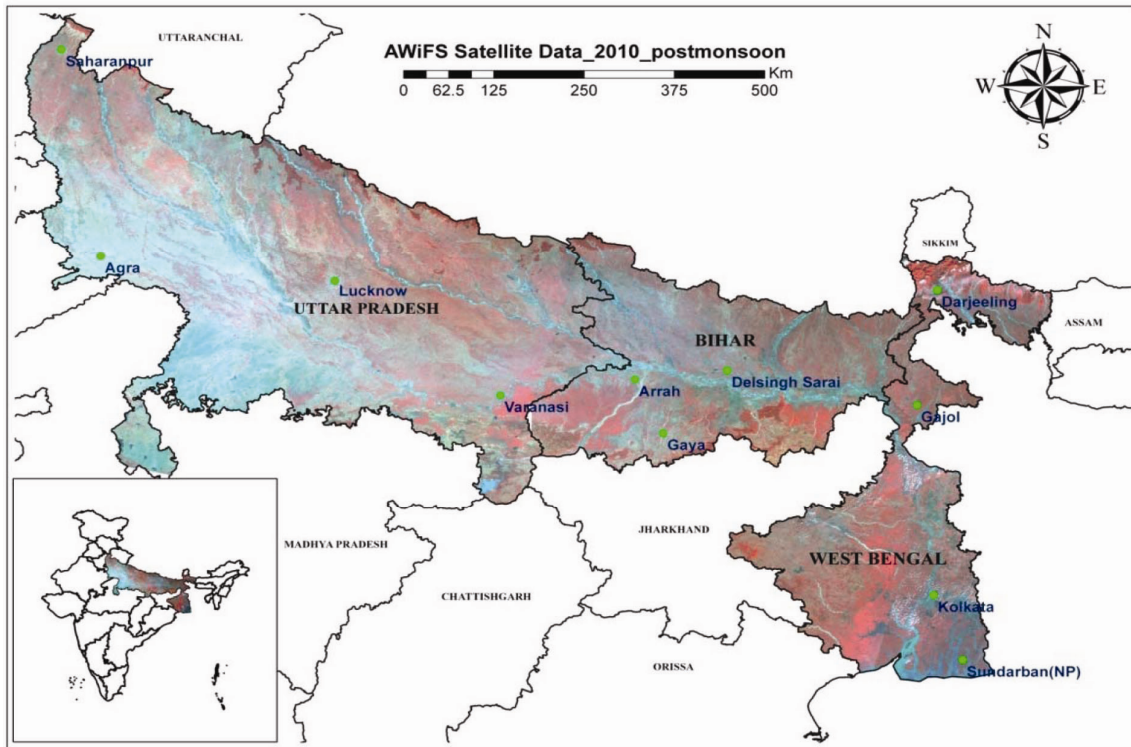 UTTARANCHAL
AWiFS Satellite Data_2010_postmonsoon
Km
0 62.5 125 250 375 500
N
W E
S
Saharanpur
SIKKIM
Agra
Lucknow
UTTAR PRADESH
Darjeeling
ASSAM
BIHAR
Delsingh Sarai
Arrah
Varanasi
Gajol
Gaya
JHARKHAND
MADHYA PRADESH
WEST BENGAL
CHATTISHGARH
Kolkata
ORISSA
Sundarban(NP)